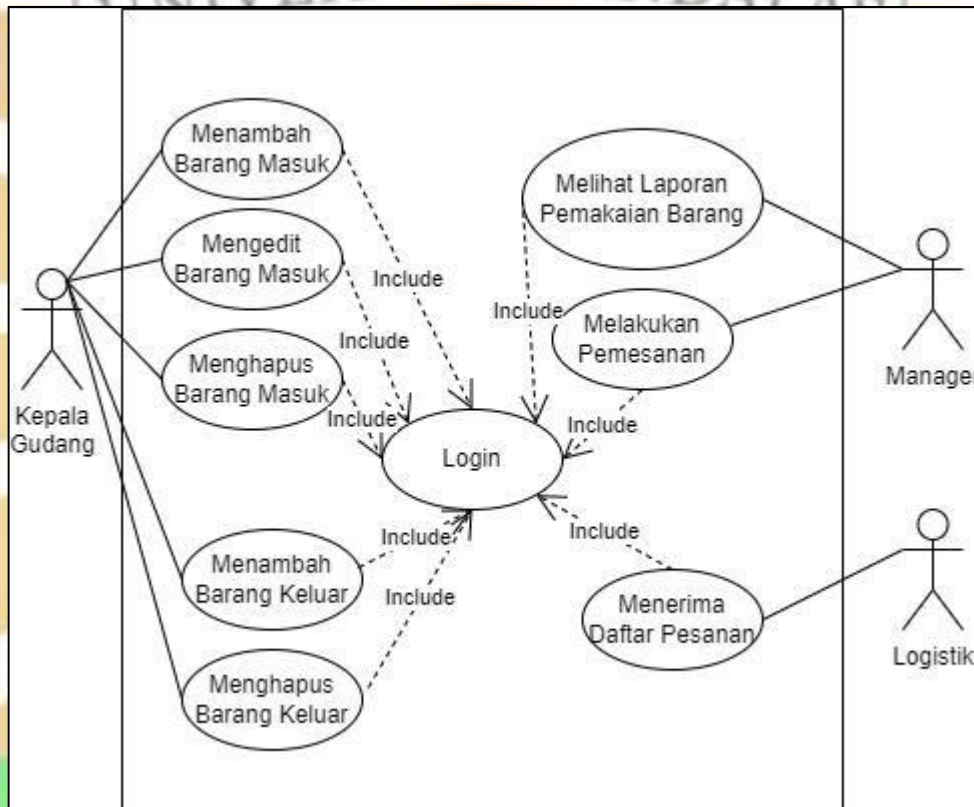 Menambah
Barang Masuk
Mengedit
Barang Masuk
Menghapus
Barang Masuk
Kepala
Gudang
Menambah
Barang Keluar
Menghapus
Barang Keluar
Include
Include
Include
Include
Include
Login
Include
Include
Include
Melihat Laporan
Pemakaian Barang
Melakukan
Pemesanan
Menerima
Daftar Pesanan
Manager
Logistik